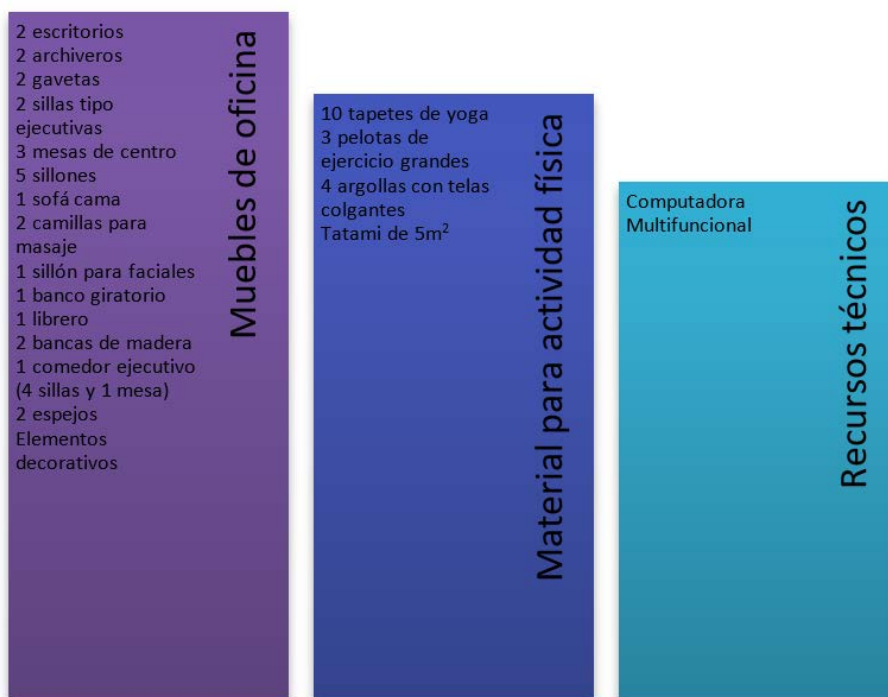 2 escritorios
2 archiveros
2 gavetas
2 sillas tipo
ejecutivas
3 mesas de centro
5 sillones
1 sofá cama
2 camillas para
masaje
1 sillón para faciales
1 banco giratorio
1 librero
2 bancas de madera
1 comedor ejecutivo
(4 sillas y 1 mesa)
2 espejos
Elementos
decorativos
Muebles de oficina
10 tapetes de yoga
3 pelotas de
ejercicio grandes
4 argollas con telas
colgantes
Tatami de 5m²
Material para actividad física
Computadora
Multifuncional
Recursos técnicos